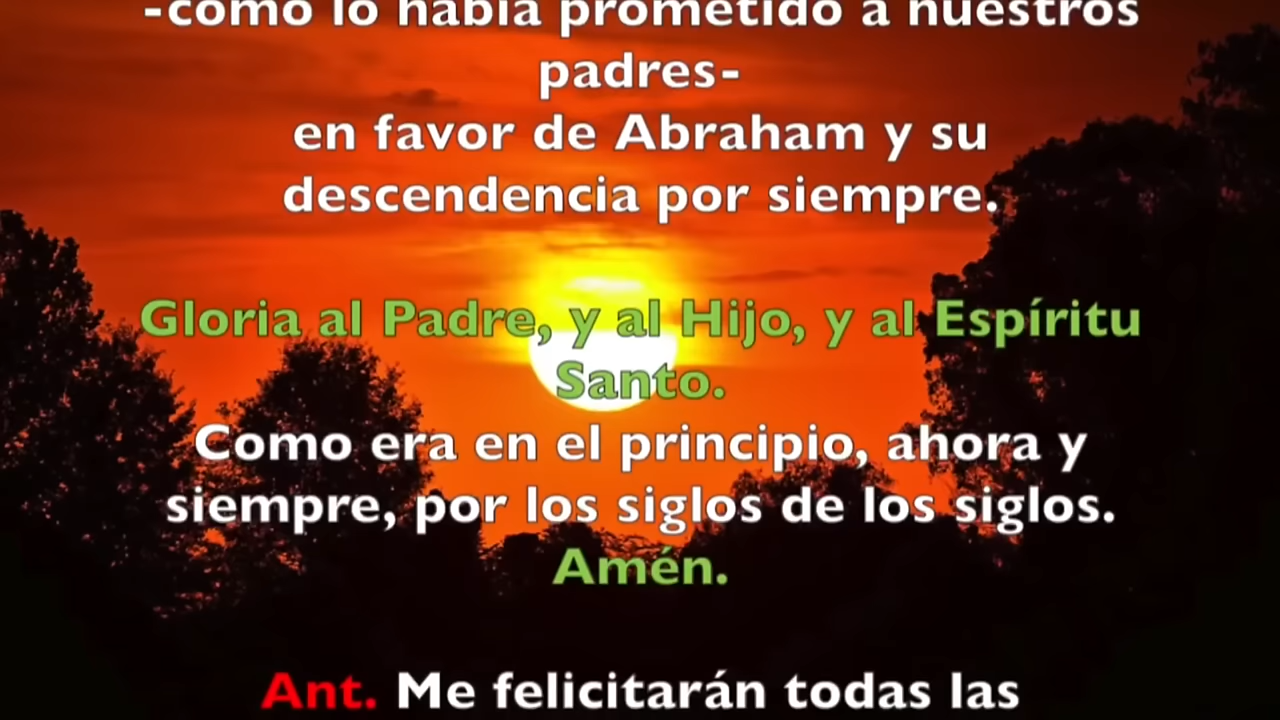 -como lo había prometido a nuestros
padres-
en favor de Abraham y su
descendencia por siempre.
Gloria al Padre, y al Hijo, y al Espíritu
Santo.
Como era en el principio, ahora y
siempre, por los siglos de los siglos.
Amén.
Ant. Me felicitarán todas las